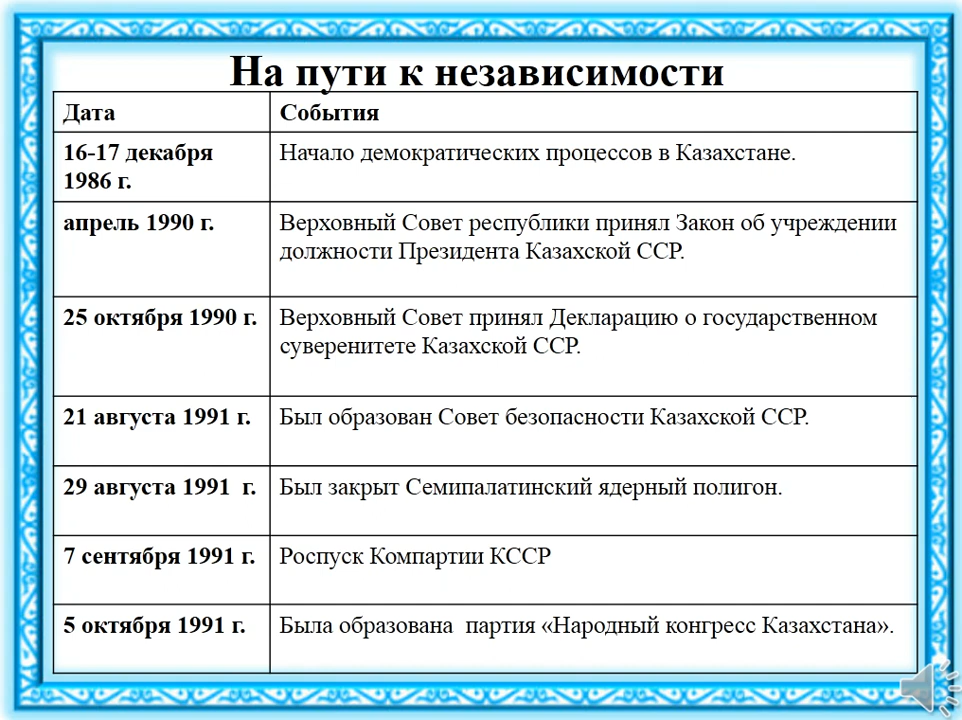 На пути к независимости
Дата
События
16-17 декабря
1986 г.
Начало демократических процессов в Казахстане.
апрель 1990 г.
Верховный Совет республики принял Закон об учреждении
должности Президента Казахской ССР.
25 октября 1990 г.
Верховный Совет принял Декларацию о государственном
суверенитете Казахской ССР.
21 августа 1991 г.
Был образован Совет безопасности Казахской ССР.
29 августа 1991 г.
Был закрыт Семипалатинский ядерный полигон.
7 сентября 1991 г.
Роспуск Компартии КССР
5 октября 1991 г.
Была образована партия «Народный конгресс Казахстана».